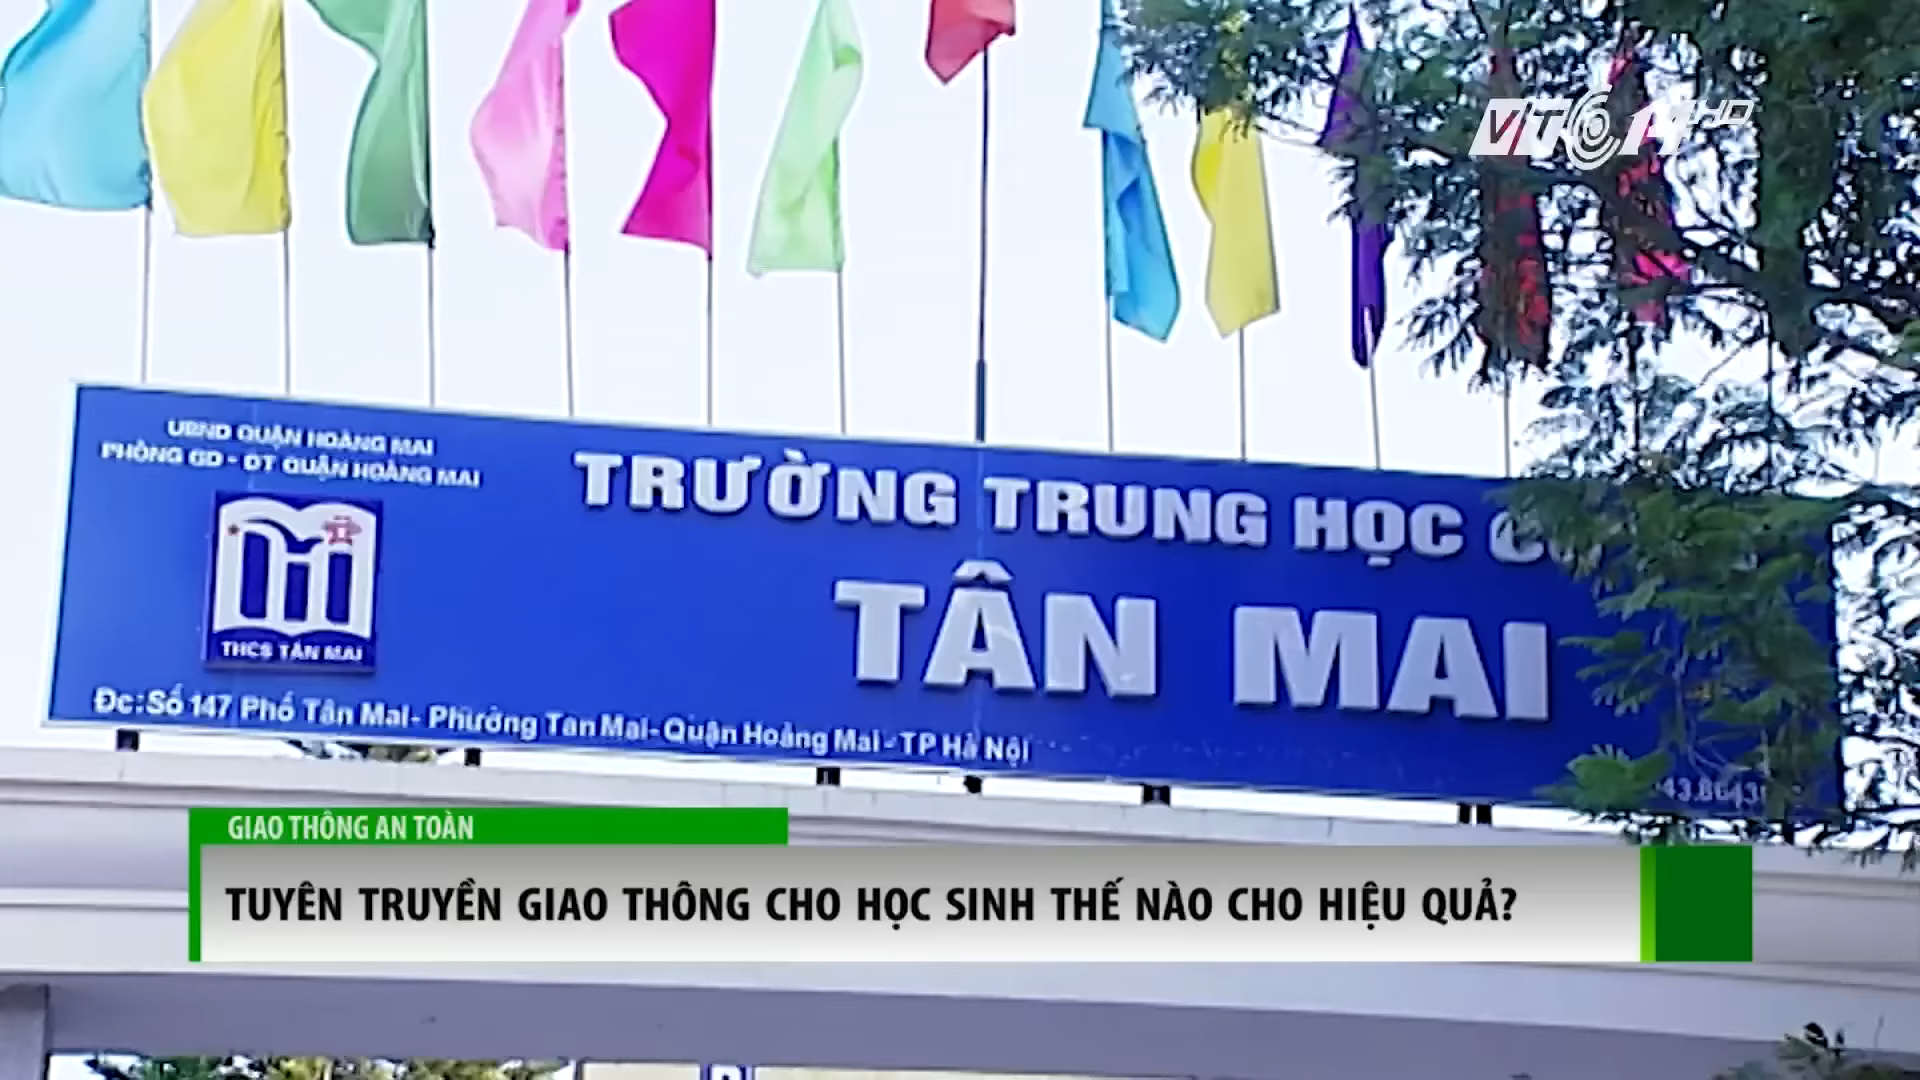 VTC14 HD
UBND QUẬN HOÀNG MAI
PHÒNG GD - ĐT QUẬN HOÀNG MAI
TRƯỜNG TRUNG HỌC
TÂN MAI
THCS TÂN MAI
Đc: Số 147 Phố Tân Mai - Phường Tan Mai - Quận Hoàng Mai - TP Hà Nội
GIAO THÔNG AN TOÀN
TUYÊN TRUYỀN GIAO THÔNG CHO HỌC SINH THẾ NÀO CHO HIỆU QUẢ?